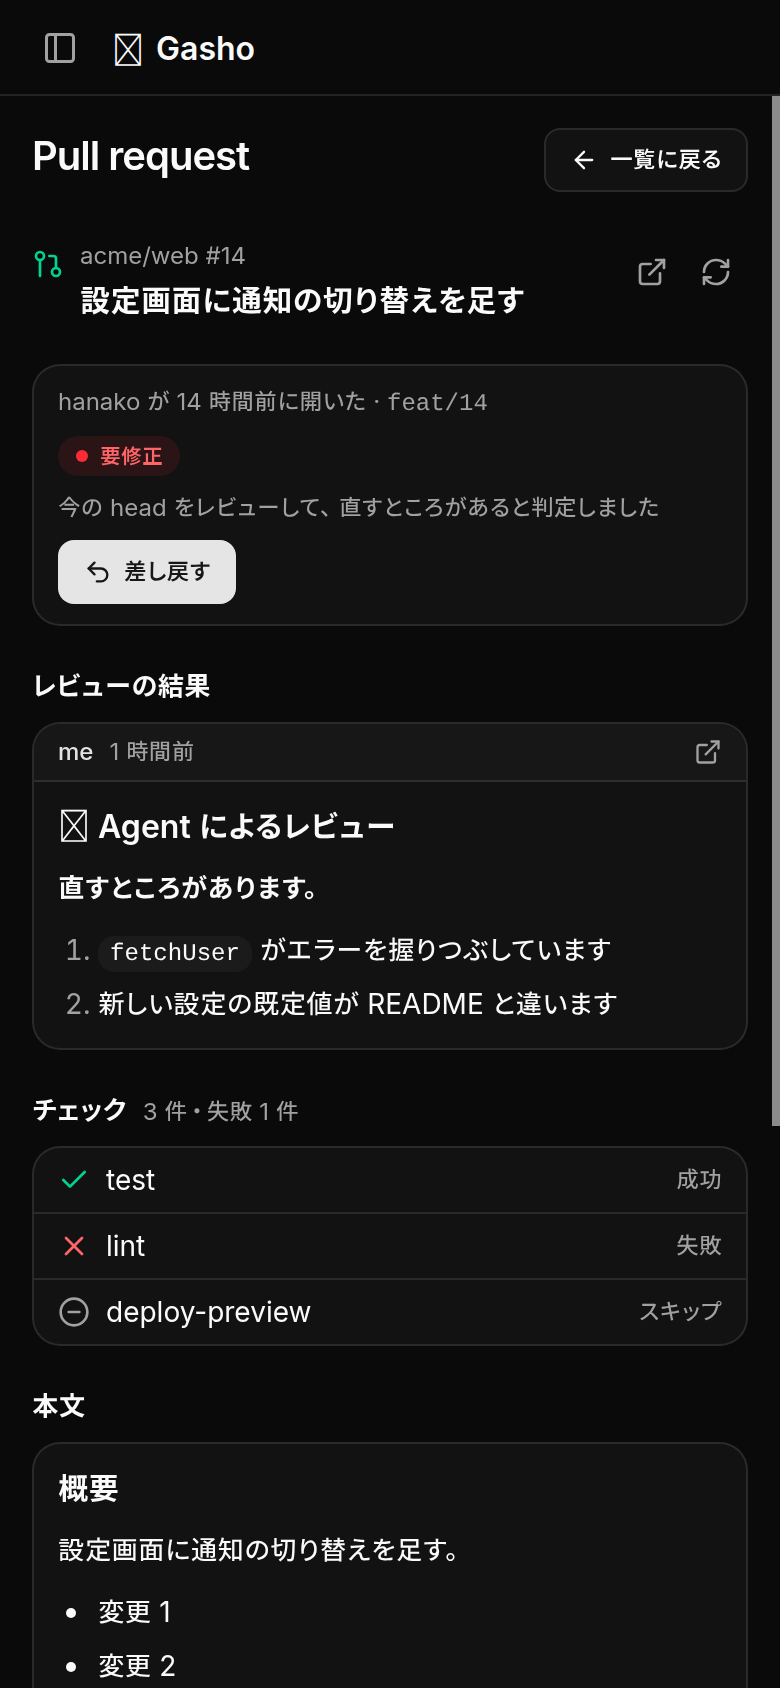 Gasho
Pull request
一覧に戻る
acme/web #14
設定画面に通知の切り替えを足す
hanako が 14 時間前に開いた · feat/14
要修正
今の head をレビューして、直すところがあると判定しました
差し戻す
レビューの結果
me 1 時間前
Agent によるレビュー
直すところがあります。
1. fetchUser がエラーを握りつぶしています
2. 新しい設定の既定値が README と違います
チェック 3 件 • 失敗 1 件
test 成功
lint 失敗
deploy-preview スキップ
本文
概要
設定画面に通知の切り替えを足す。
• 変更 1
• 変更 2